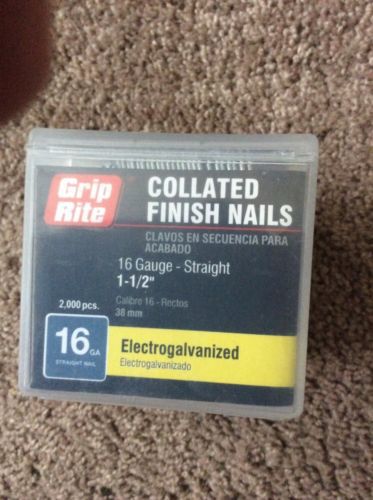 Grip
Rite
COLLATED
FINISH NAILS
CLAVOS EN SECUENCIA PARA
ACABADO
16 Gauge - Straight
1-1/2"
Calibre 16 - Rectos
38 mm
2,000 pcs.
16 GA
STRAIGHT NAIL
Electrogalvanized
Electrogalvanizado